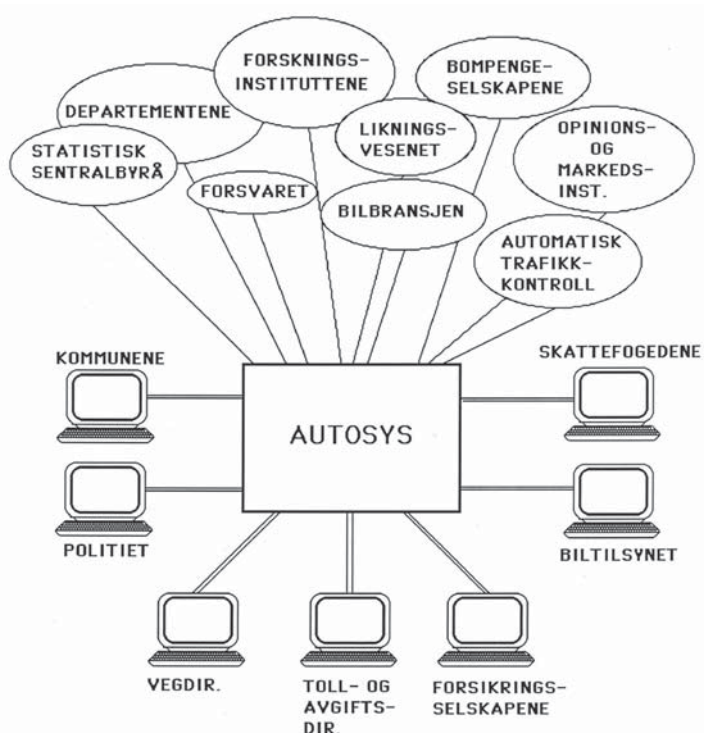 FORSKNINGS-
INSTITUTTENE
BOMPENGE-
SELSKAPENE
DEPARTEMENTENE
LIKNINGS-
VESENET
OPINIONS-
OG
MARKEDS-
INST.
STATISTISK
SENTRALBYRÅ
FORSVARET
BILBRANSJEN
AUTOMATISK
TRAFIKK-
KONTROLL
KOMMUNENE
SKATTEFOGEDENE
AUTOSYS
POLITIET
BILTILSYNET
VEGDIR.
TOLL- OG
AVGIFTS-
DIR.
FORSIKRINGS-
SELSKAPENE